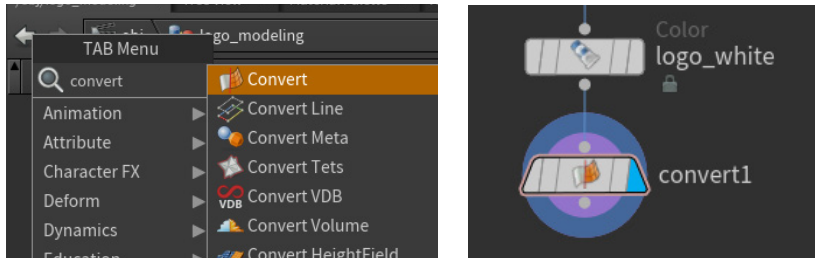 obj
logo_modeling
TAB Menu
convert
Animation
Attribute
Character FX
Deform
Dynamics
Convert
Convert Line
Convert Meta
Convert Tets
VDB
Convert VDB
Convert Volume
Convert HeightField
Color
logo_white
convert1